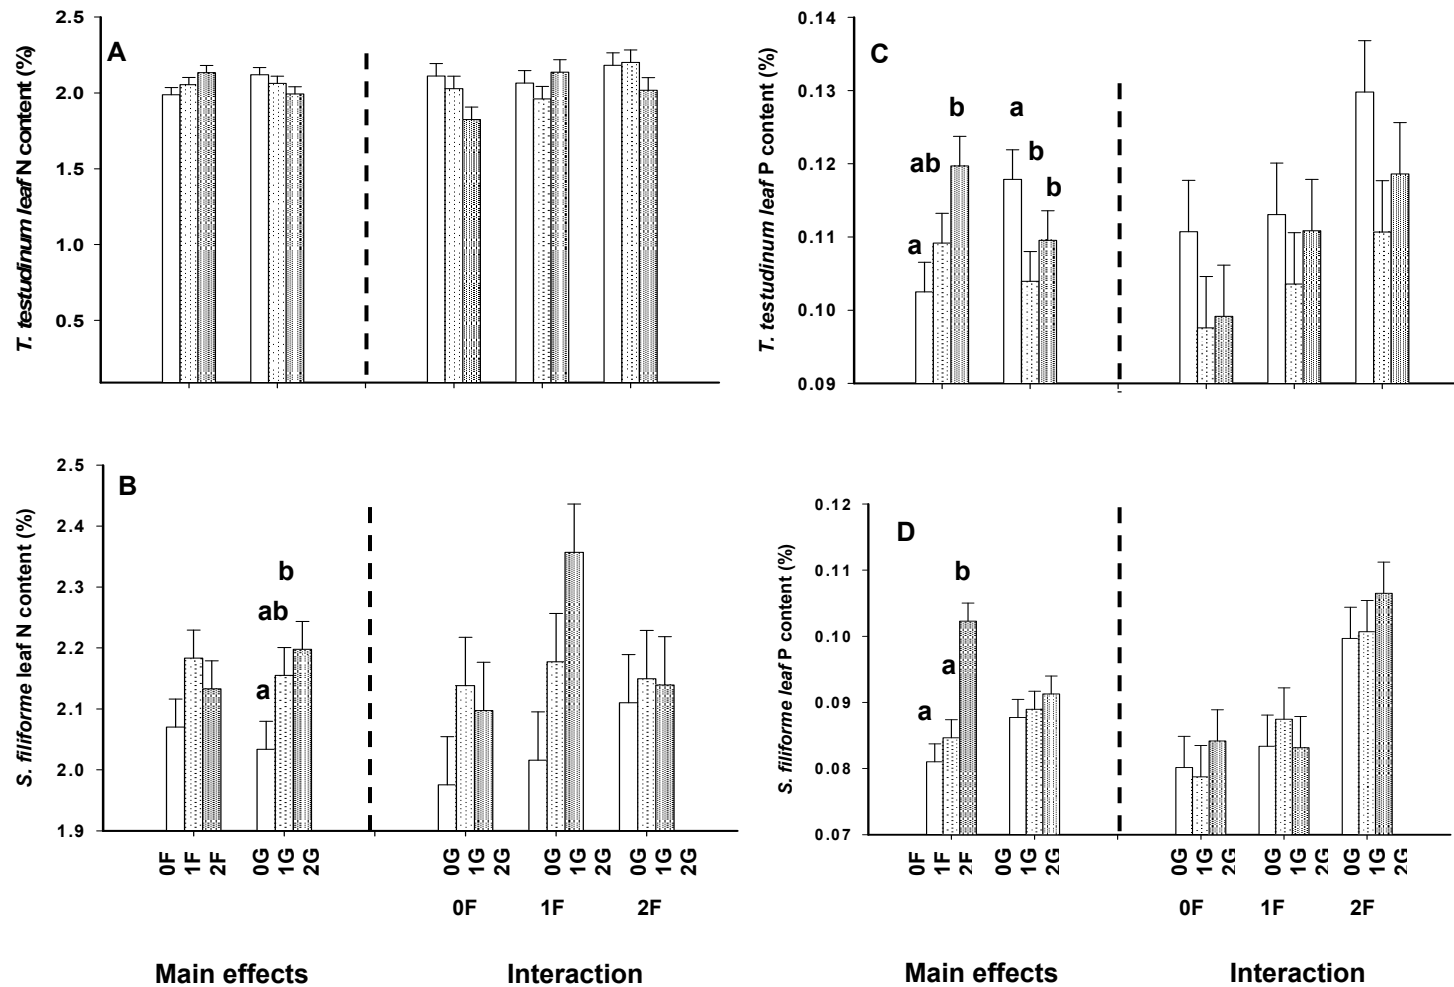 A
T. testudinum leaf N content (%)
2.5
2.0
1.5
1.0
0.5
C
T. testudinum leaf P content (%)
0.14
0.13
0.12
0.11
0.10
0.09
a
ab
b
a
b
b
B
S. filiforme leaf N content (%)
2.5
2.4
2.3
2.2
2.1
2.0
1.9
a
ab
b
0F 1F 2F 0G 1G 2G 0G 1G 2G 0G 1G 2G 0G 1G 2G
0F 1F 2F
Main effects Interaction
D
S. filiforme leaf P content (%)
0.12
0.11
0.10
0.09
0.08
0.07
a
a
b
0F 1F 2F 0G 1G 2G 0G 1G 2G 0G 1G 2G 0G 1G 2G
0F 1F 2F
Main effects Interaction